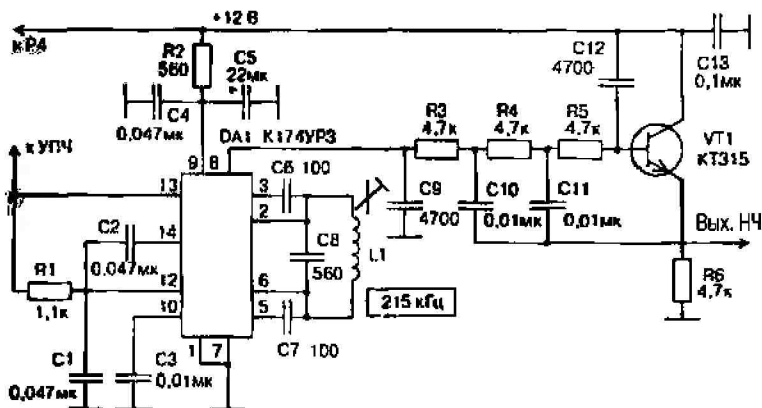 +12 В
к Р4
R2
560
C5
22мк
+
C4
0,047мк
DA1 К174УР3
к УПЧ
C12
4700
C13
0,1мк
R3
4,7к
R4
4,7к
R5
4,7к
VT1
КТ315
9 8
13
14
12
10
3
2
6
5
1 7
C6 100
C2
0,047мк
R1
1,1к
C8
560
L1
C9
4700
C10
0,01мк
C11
0,01мк
Вых. НЧ
215 кГц
R6
4,7к
C7 100
C1
0,047мк
C3
0,01мк